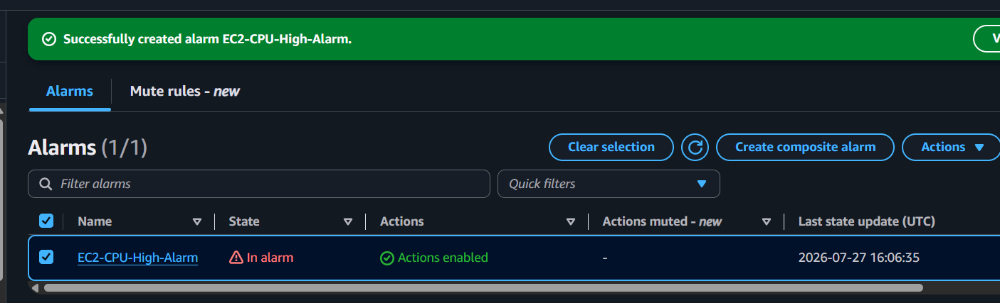 Successfully created alarm EC2-CPU-High-Alarm.
Alarms Mute rules - new
Alarms (1/1) Clear selection Create composite alarm Actions
Filter alarms Quick filters
Name State Actions Actions muted - new Last state update (UTC)
EC2-CPU-High-Alarm In alarm Actions enabled - 2026-07-27 16:06:35